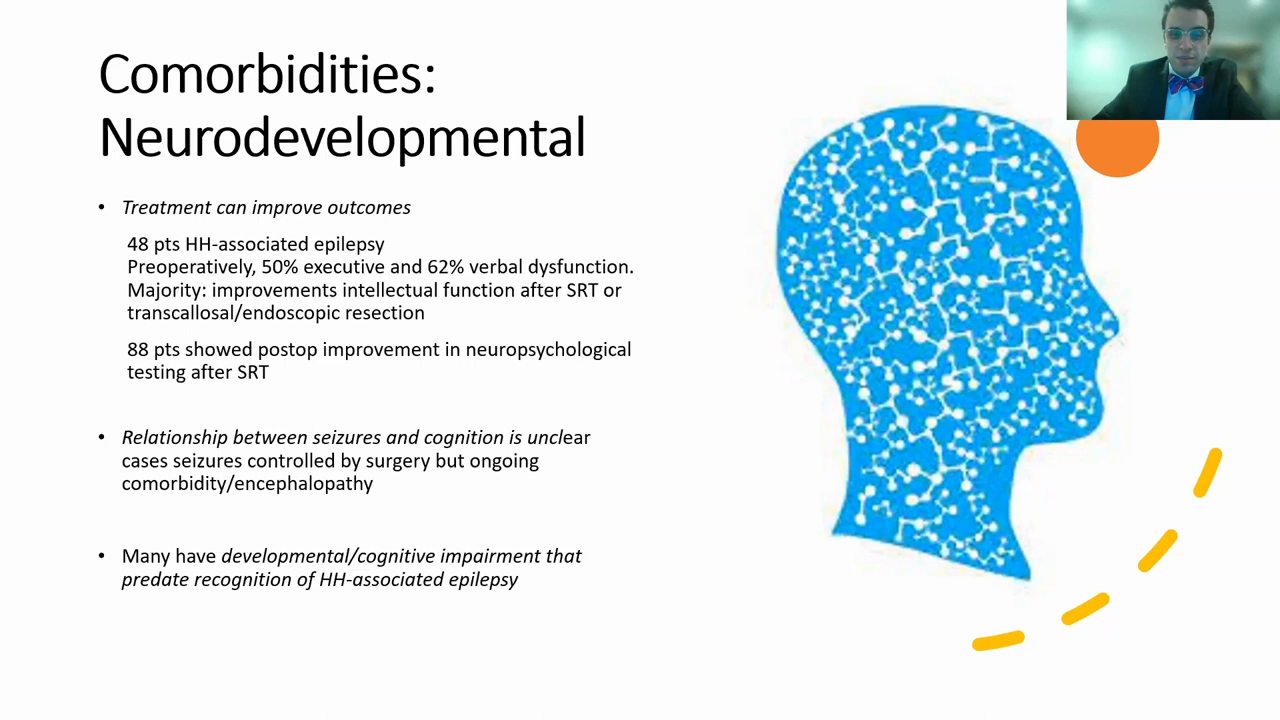 Comorbidities:
Neurodevelopmental
• Treatment can improve outcomes
48 pts HH-associated epilepsy
Preoperatively, 50% executive and 62% verbal dysfunction.
Majority: improvements intellectual function after SRT or
transcallosal/endoscopic resection
88 pts showed postop improvement in neuropsychological
testing after SRT
• Relationship between seizures and cognition is unclear
cases seizures controlled by surgery but ongoing
comorbidity/encephalopathy
• Many have developmental/cognitive impairment that
predate recognition of HH-associated epilepsy